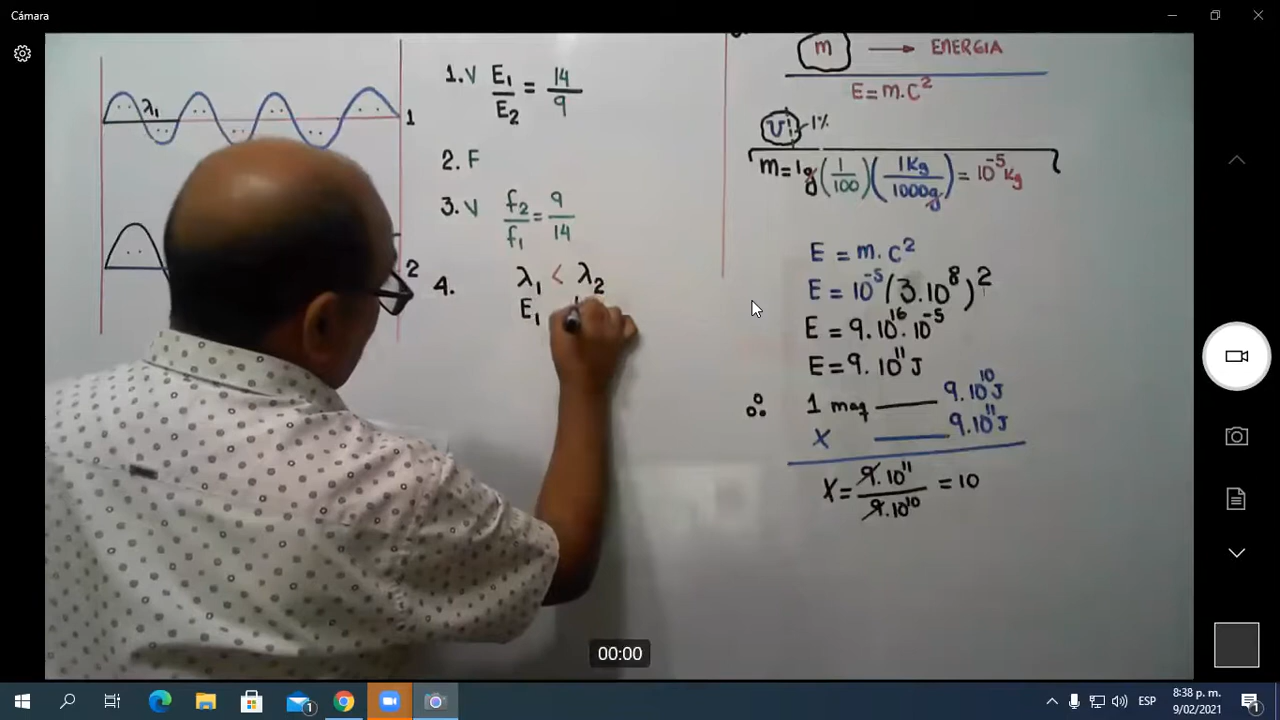 Cámara
λ₁
1
2
1. V E₁/E₂ = 14/9
2. F
3. V f₂/f₁ = 9/14
4. λ₁ < λ₂
E₁
m → ENERGIA
E = m.C²
1%
m = 1g (1/100) (1Kg/1000g) = 10⁻⁵ Kg
E = m. C²
E = 10⁻⁵ (3.10⁸)²
E = 9.10¹⁶. 10⁻⁵
E = 9. 10¹¹ J
∴ 1 maq —— 9.10¹⁰ J
X —— 9.10¹¹ J
X = 9.10¹¹/9.10¹⁰ = 10
00:00
1
ESP
8:38 p. m.
9/02/2021
1